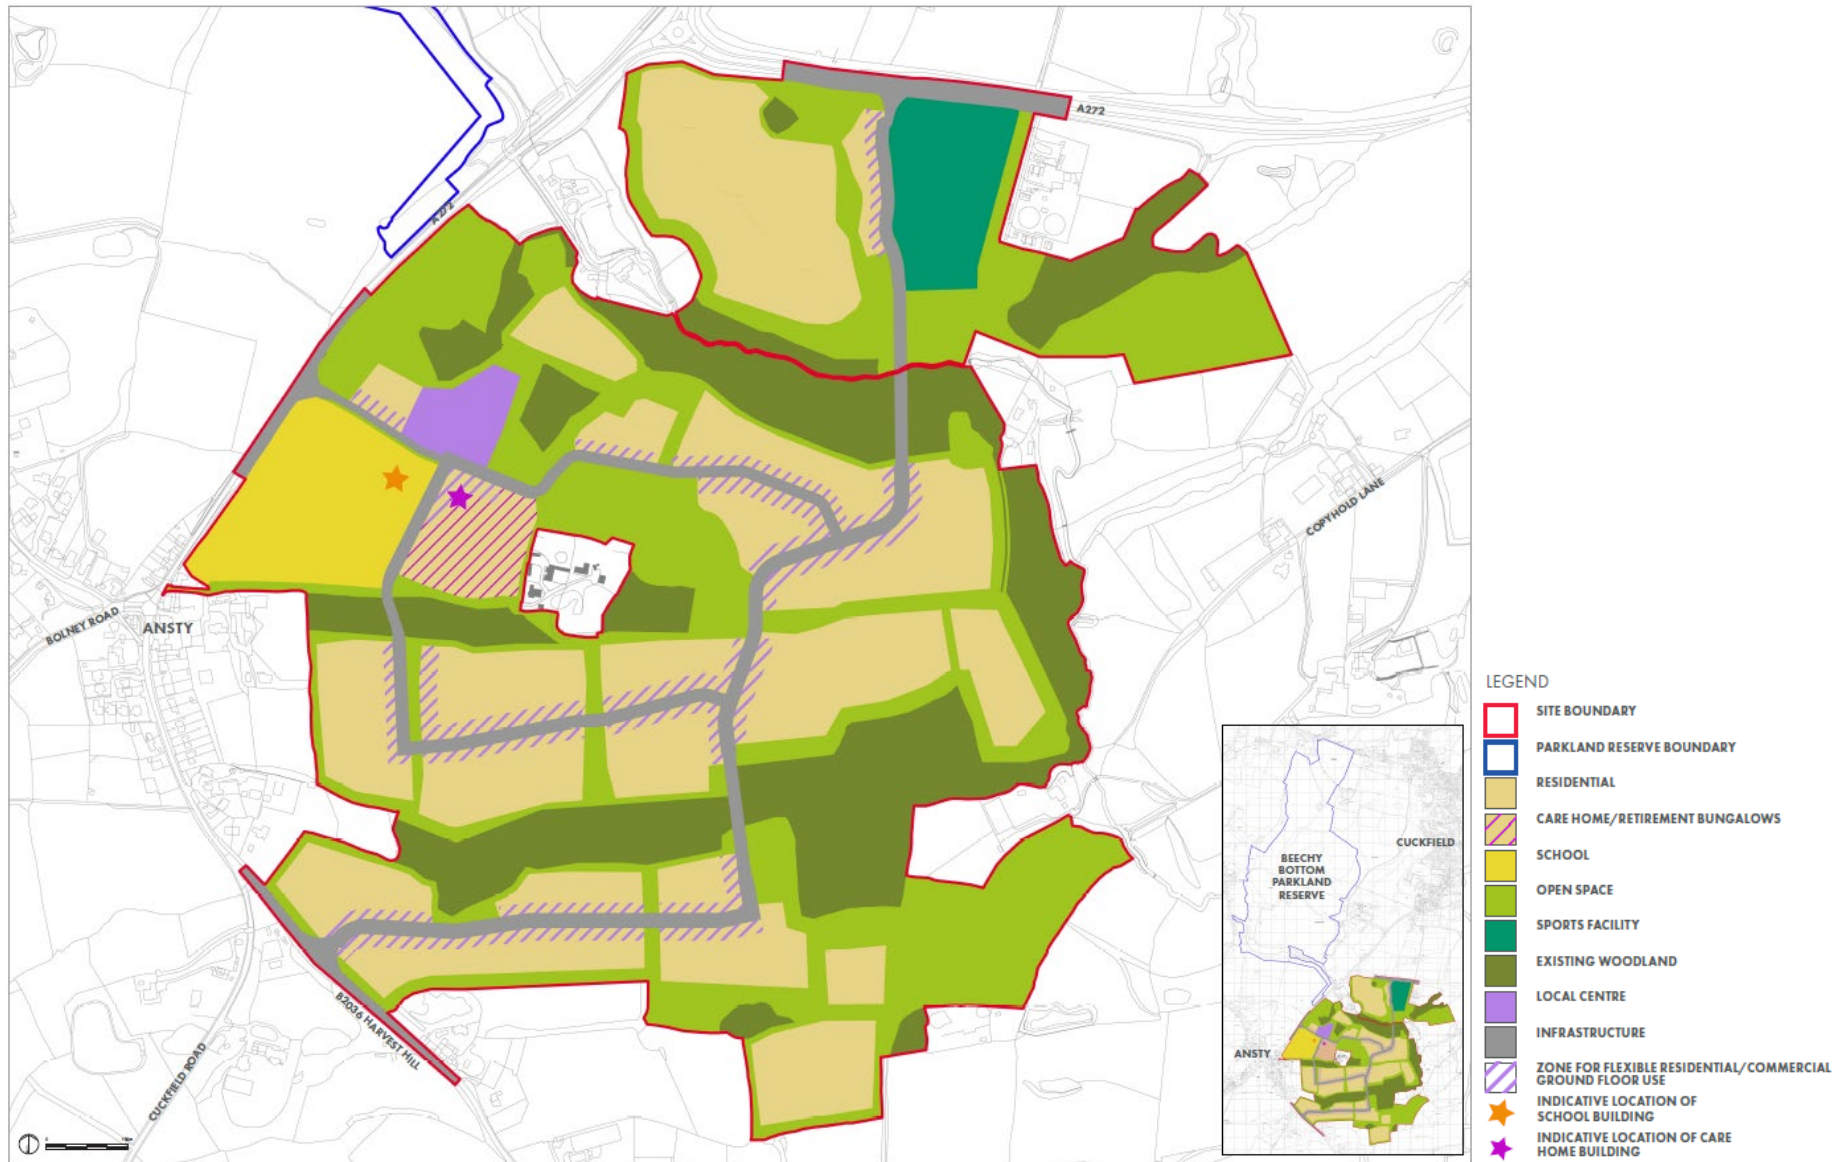 A272
A272
COPYHOLD LANE
BOLNEY ROAD
ANSTY
B2036 HARVEST HILL
CUCKFIELD ROAD
CUCKFIELD
BEECHY
BOTTOM
PARKLAND
RESERVE
ANSTY
LEGEND
SITE BOUNDARY
PARKLAND RESERVE BOUNDARY
RESIDENTIAL
CARE HOME/RETIREMENT BUNGALOWS
SCHOOL
OPEN SPACE
SPORTS FACILITY
EXISTING WOODLAND
LOCAL CENTRE
INFRASTRUCTURE
ZONE FOR FLEXIBLE RESIDENTIAL/COMMERCIAL
GROUND FLOOR USE
INDICATIVE LOCATION OF
SCHOOL BUILDING
INDICATIVE LOCATION OF CARE
HOME BUILDING